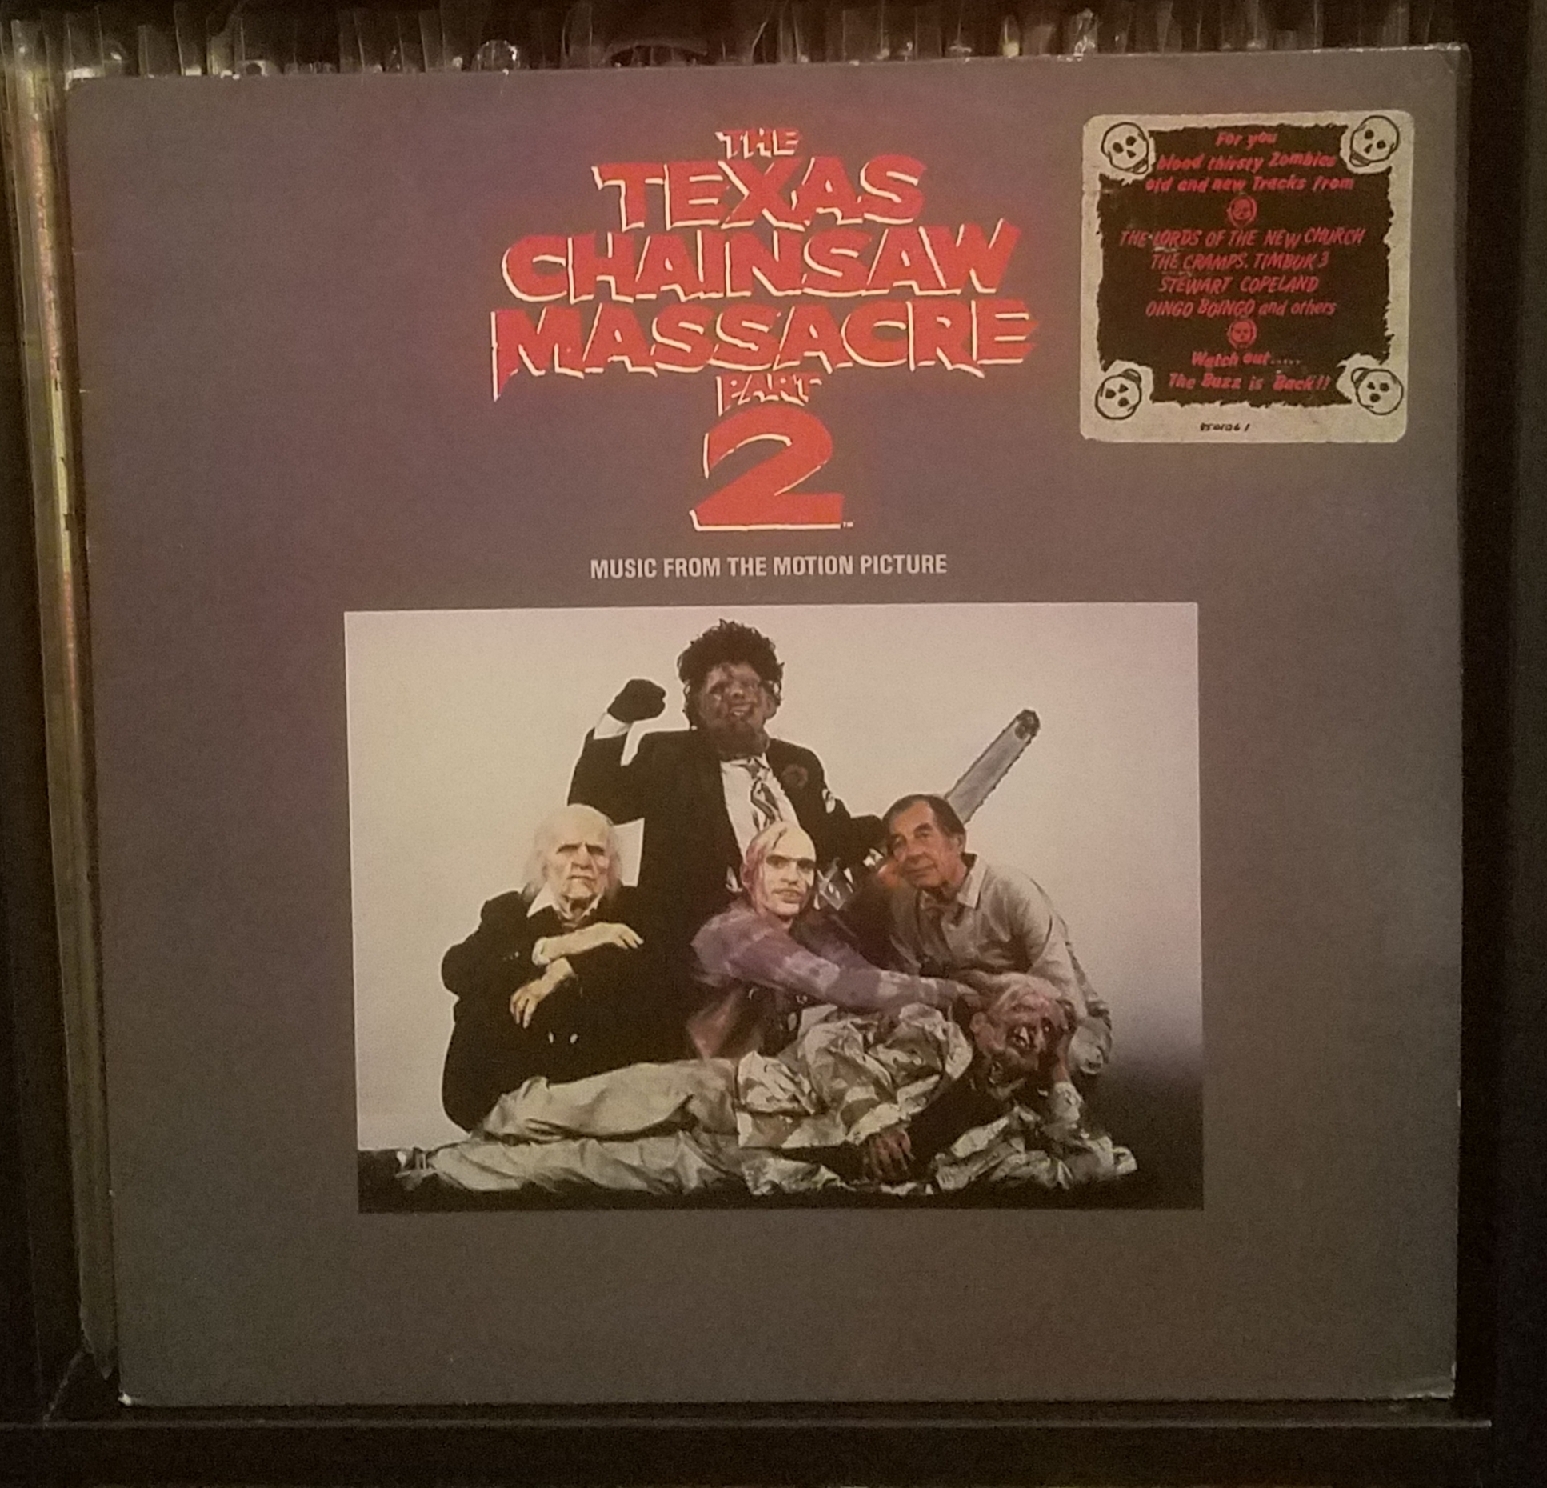 THE
TEXAS
CHAINSAW
MASSACRE
PART
2
™
MUSIC FROM THE MOTION PICTURE
For you
blood thirsty Zombies
old and new Tracks from
THE LORDS OF THE NEW CHURCH
THE CRAMPS, TIMBUK 3
STEWART COPELAND
OINGO BOINGO and others
Watch out.....
The Buzz is Back!!